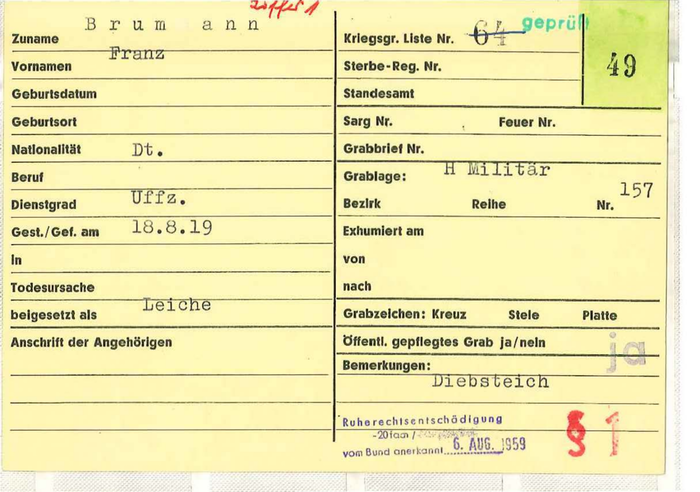 Ziffer 1
Zuname B r u m m a n n
Vornamen Franz
Geburtsdatum
Geburtsort
Nationalität Dt.
Beruf
Dienstgrad Uffz.
Gest./Gef. am 18.8.19
in
Todesursache
beigesetzt als Leiche
Anschrift der Angehörigen
Kriegsgr. Liste Nr. 64 geprüft
49
Sterbe-Reg. Nr.
Standesamt
Sarg Nr. Feuer Nr.
Grabbrief Nr.
Grablage: H Militär
Bezirk Reihe Nr. 157
Exhumiert am
von
nach
Grabzeichen: Kreuz Stele Platte
Öffentl. gepflegtes Grab ja/nein ja
Bemerkungen:
Diebsteich
Ruherechtsentschädigung
vom Bund anerkannt 6. AUG. 1959
§ 1